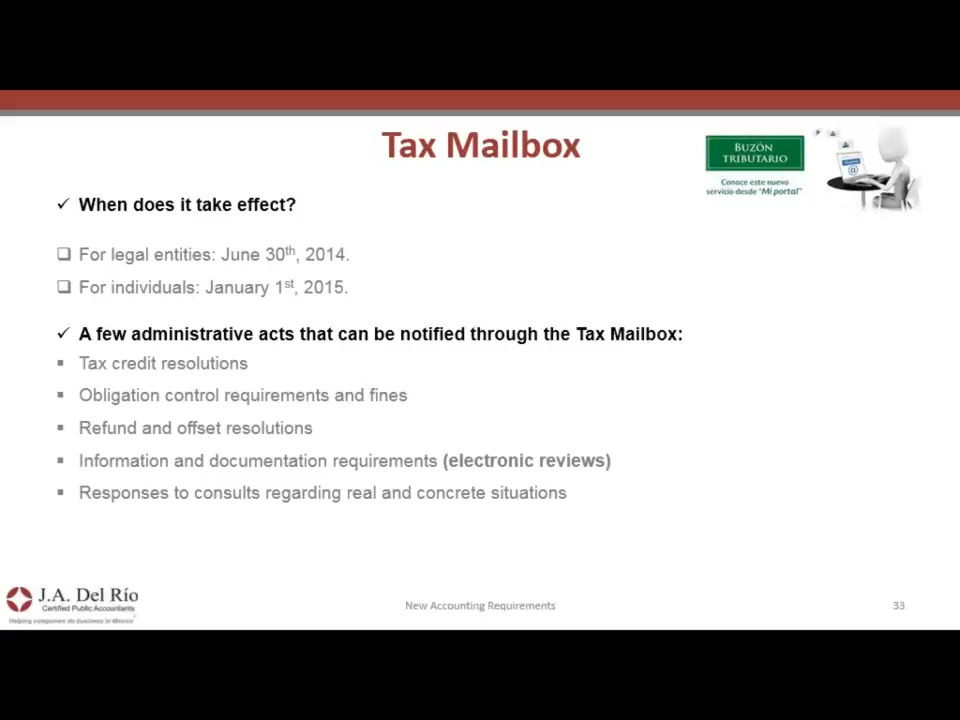 Tax Mailbox
BUZÓN
TRIBUTARIO
Conoce este nuevo
servicio desde "Mi portal"
✓ When does it take effect?
❑ For legal entities: June 30th, 2014.
❑ For individuals: January 1st, 2015.
✓ A few administrative acts that can be notified through the Tax Mailbox:
▪ Tax credit resolutions
▪ Obligation control requirements and fines
▪ Refund and offset resolutions
▪ Information and documentation requirements (electronic reviews)
▪ Responses to consults regarding real and concrete situations
J.A. Del Río
Certified Public Accountants
Helping companies do business in Mexico
New Accounting Requirements
33